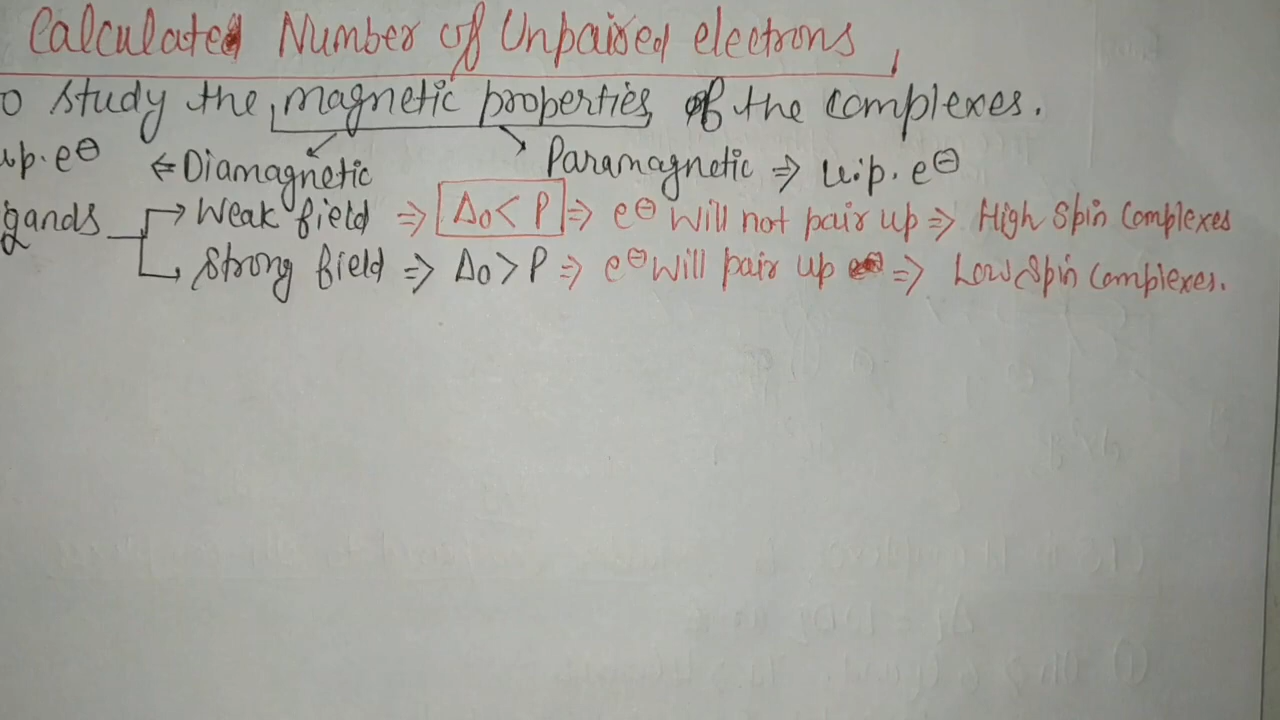 Calculated Number of Unpaired electrons,
o study the magnetic properties of the complexes.
up. e⊖ ⇐ Diamagnetic Paramagnetic ⇒ u.p. e⊖
gands → Weak field ⇒ Δo < P ⇒ e⊖ will not pair up ⇒ High Spin Complexes
→ Strong field ⇒ Δo > P ⇒ e⊖ will pair up ⇒ Low Spin Complexes.